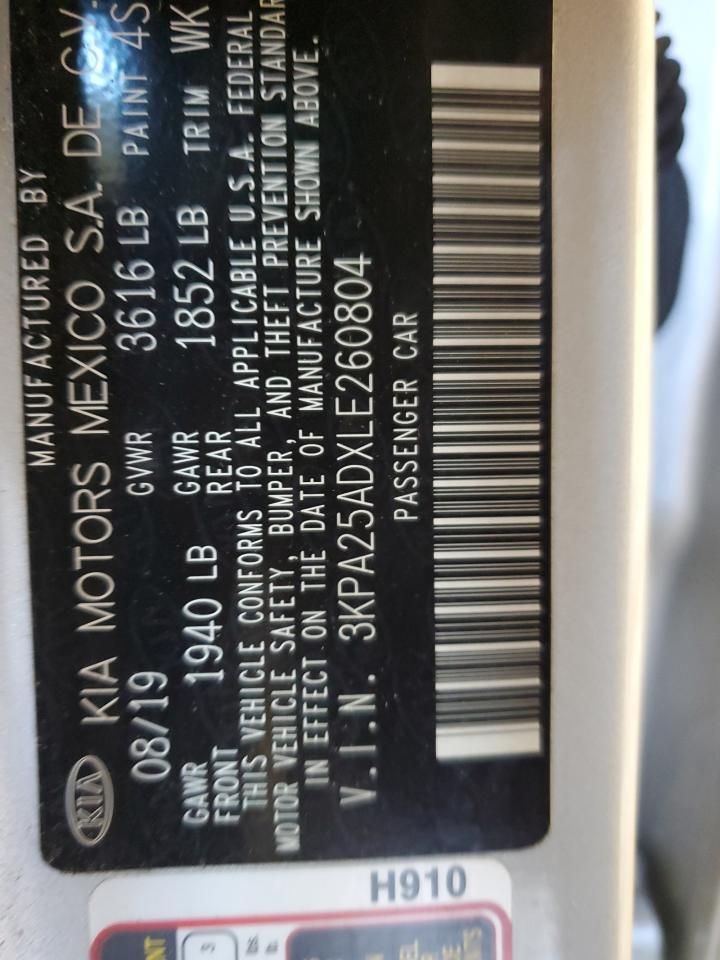 MANUFACTURED BY
KIA KIA MOTORS MEXICO S.A. DE C.V.
08/19 GVWR 3616 LB PAINT 4S
GAWR FRONT 1940 LB GAWR REAR 1852 LB TRIM WK
THIS VEHICLE CONFORMS TO ALL APPLICABLE U.S.A. FEDERAL
MOTOR VEHICLE SAFETY, BUMPER, AND THEFT PREVENTION STANDAR
IN EFFECT ON THE DATE OF MANUFACTURE SHOWN ABOVE.
V.I.N. 3KPA25ADXLE260804
PASSENGER CAR
H910